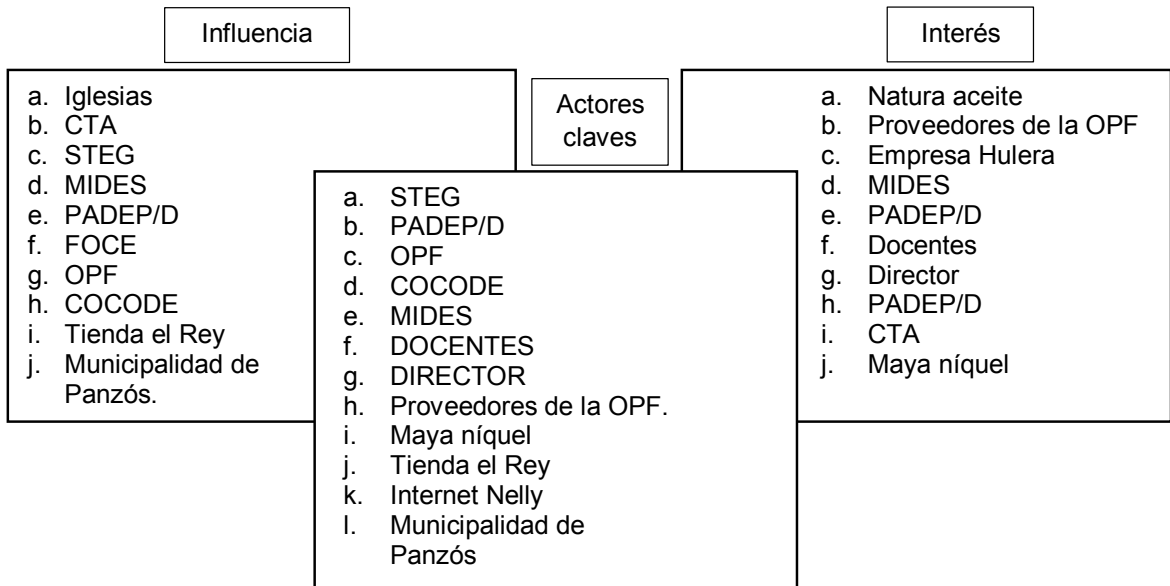 Influencia
a. Iglesias
b. CTA
c. STEG
d. MIDES
e. PADEP/D
f. FOCE
g. OPF
h. COCODE
i. Tienda el Rey
j. Municipalidad de
Panzós.
Actores
claves
a. STEG
b. PADEP/D
c. OPF
d. COCODE
e. MIDES
f. DOCENTES
g. DIRECTOR
h. Proveedores de la OPF.
i. Maya níquel
j. Tienda el Rey
k. Internet Nelly
l. Municipalidad de
Panzós
Interés
a. Natura aceite
b. Proveedores de la OPF
c. Empresa Hulera
d. MIDES
e. PADEP/D
f. Docentes
g. Director
h. PADEP/D
i. CTA
j. Maya níquel